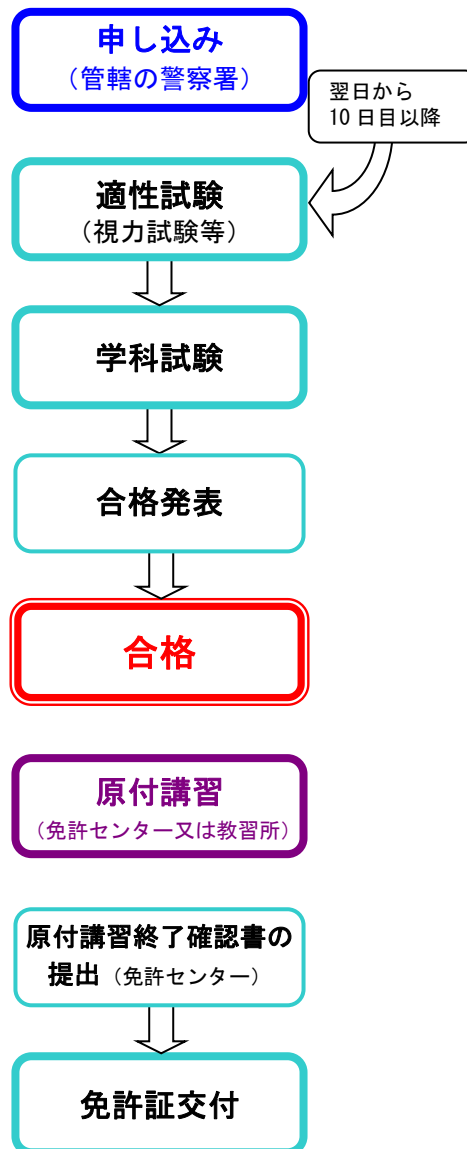 申し込み
（管轄の警察署）
翌日から
10日目以降
適性試験
（視力試験等）
学科試験
合格発表
合格
原付講習
（免許センター又は教習所）
原付講習終了確認書の
提出（免許センター）
免許証交付